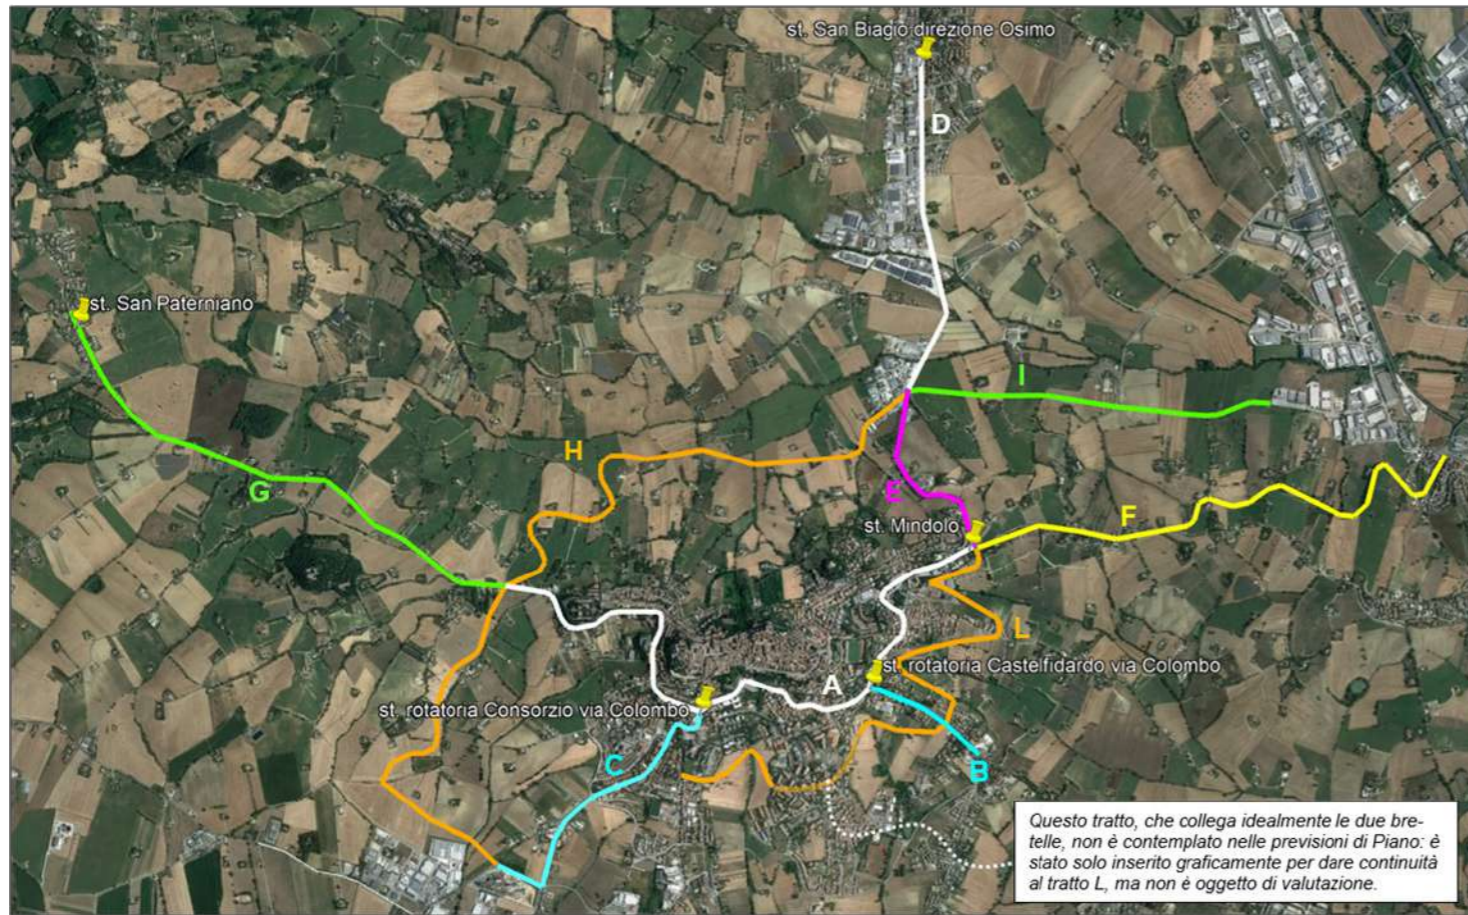 st. San Biagio direzione Osimo
D
st. San Paterniano
I
H
G
E
st. Mindolo
F
L
st. rotatoria Castelfidardo via Colombo
A
st. rotatoria Consorzio via Colombo
C
B
Questo tratto, che collega idealmente le due bre-
telle, non è contemplato nelle previsioni di Piano: è
stato solo inserito graficamente per dare continuità
al tratto L, ma non è oggetto di valutazione.